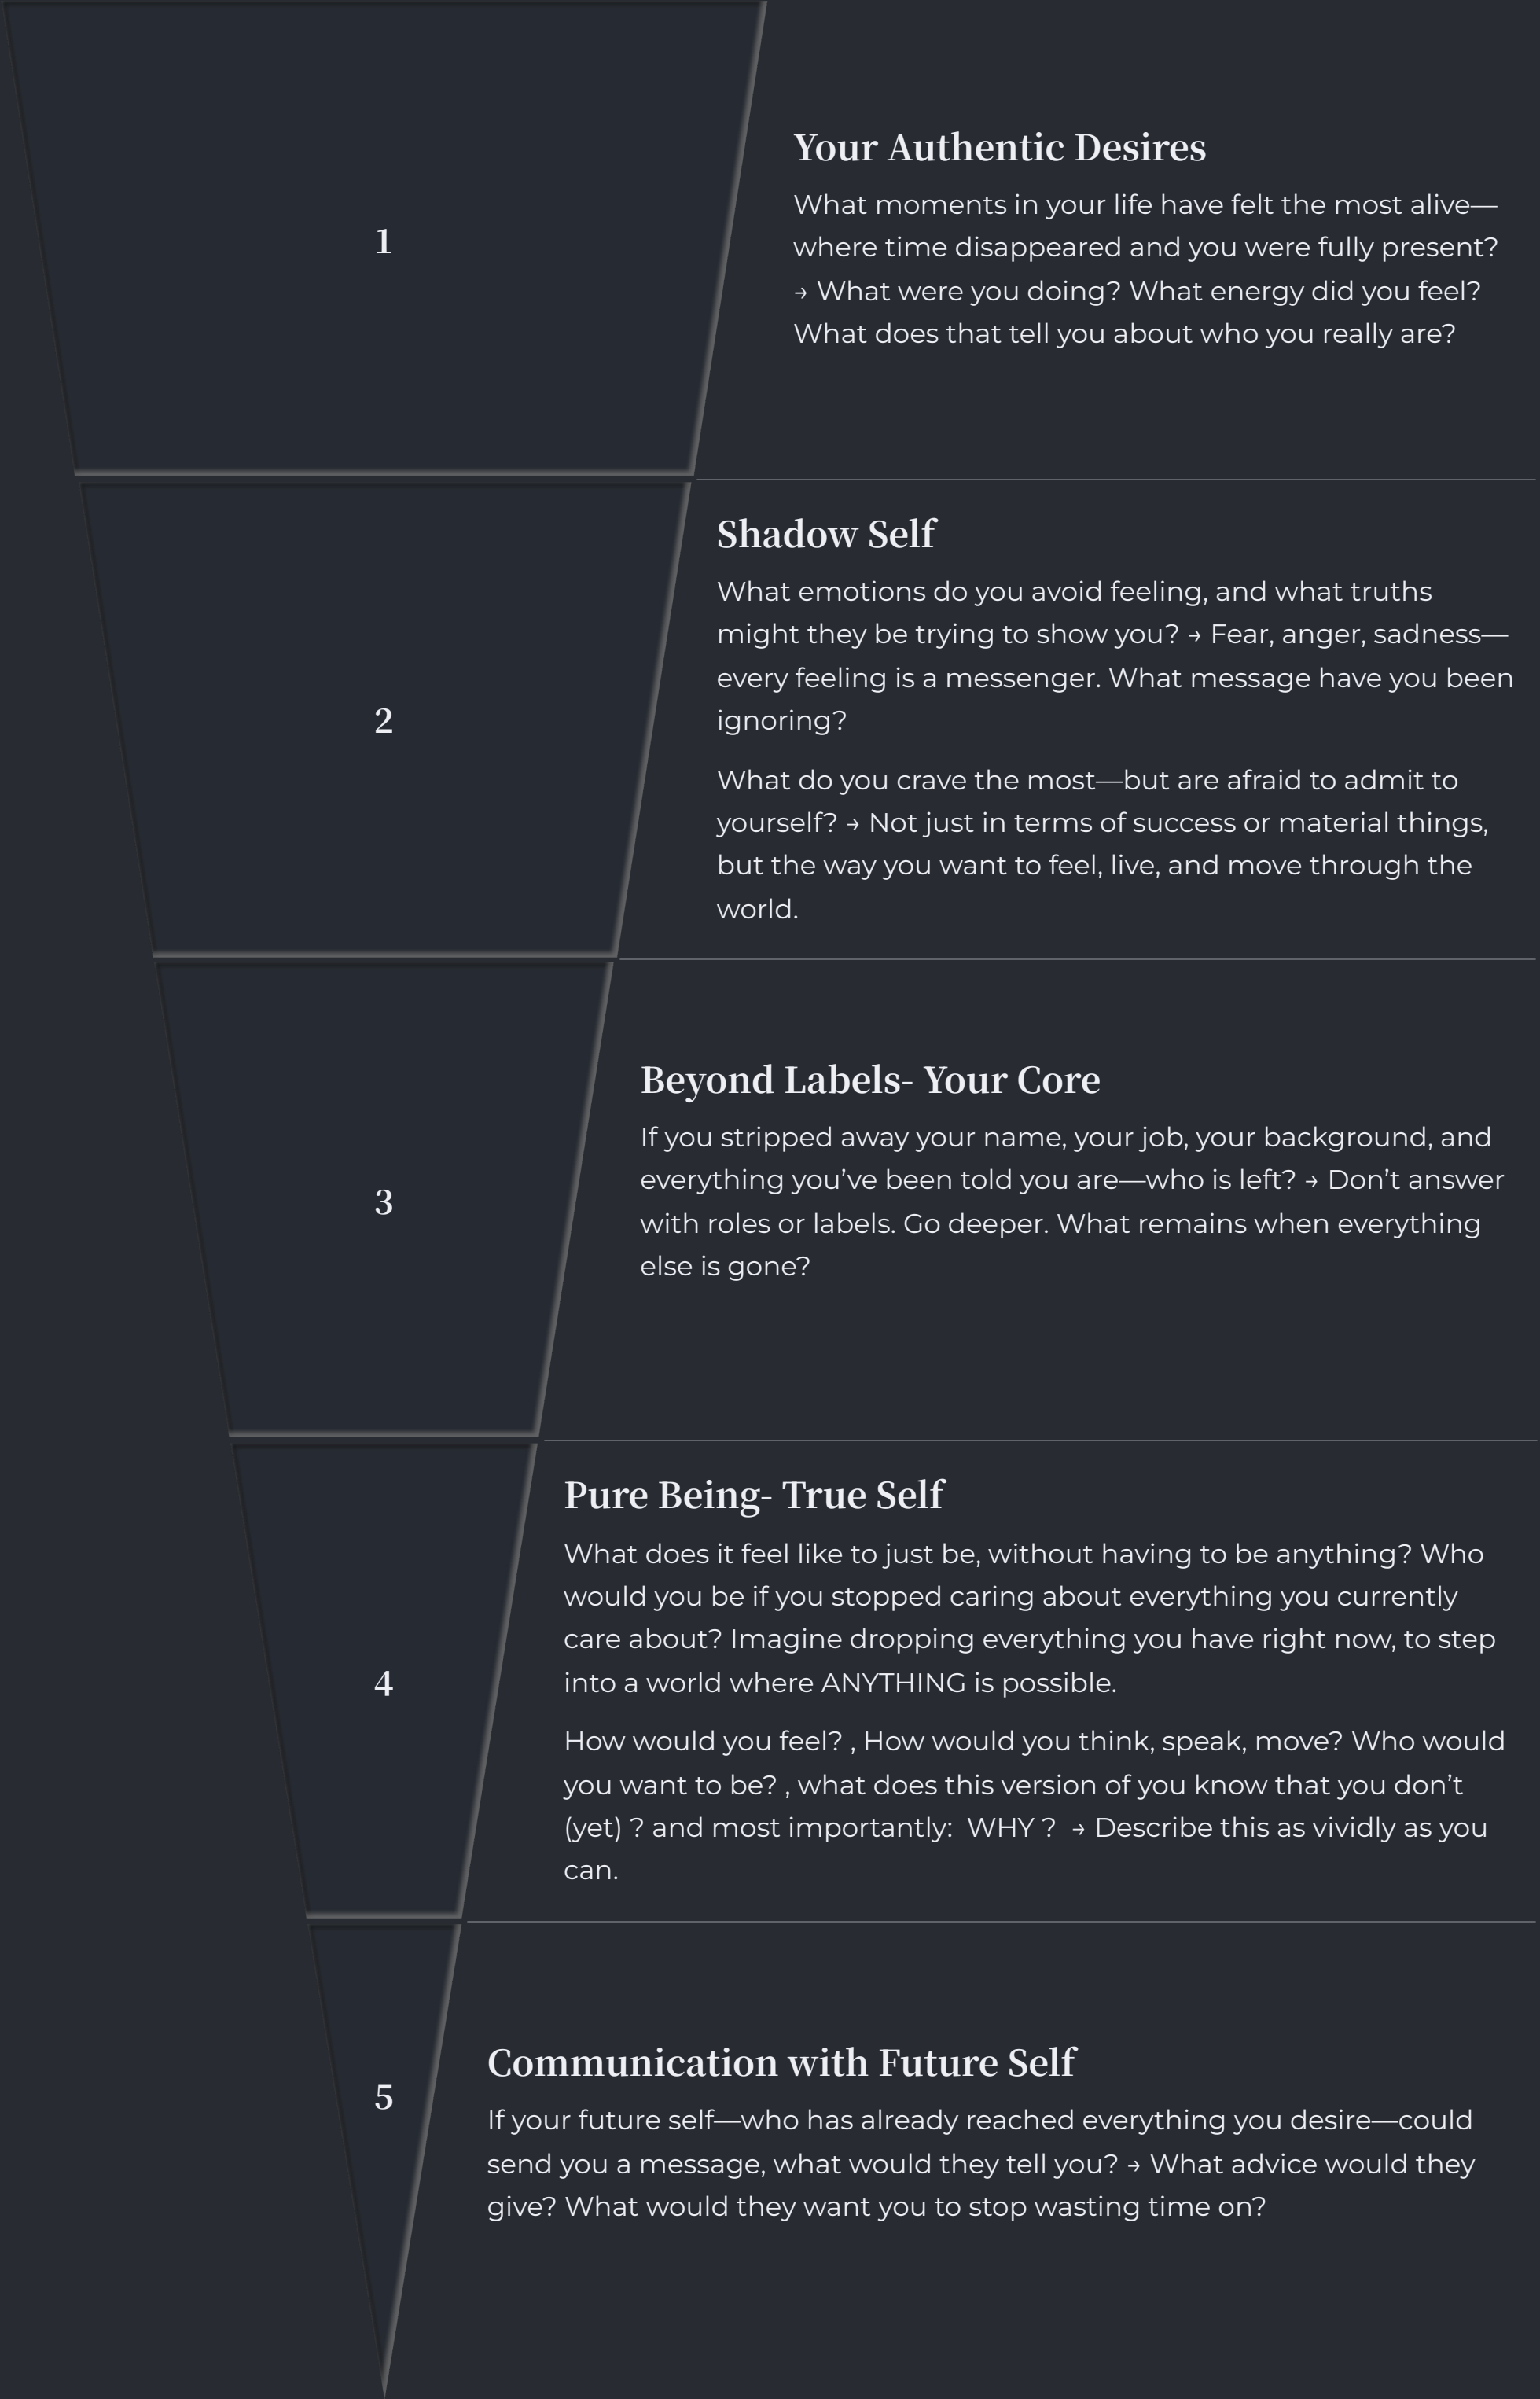 1
Your Authentic Desires
What moments in your life have felt the most alive—
where time disappeared and you were fully present?
→ What were you doing? What energy did you feel?
What does that tell you about who you really are?
2
Shadow Self
What emotions do you avoid feeling, and what truths
might they be trying to show you? → Fear, anger, sadness—
every feeling is a messenger. What message have you been
ignoring?
What do you crave the most—but are afraid to admit to
yourself? → Not just in terms of success or material things,
but the way you want to feel, live, and move through the
world.
3
Beyond Labels- Your Core
If you stripped away your name, your job, your background, and
everything you’ve been told you are—who is left? → Don’t answer
with roles or labels. Go deeper. What remains when everything
else is gone?
4
Pure Being- True Self
What does it feel like to just be, without having to be anything? Who
would you be if you stopped caring about everything you currently
care about? Imagine dropping everything you have right now, to step
into a world where ANYTHING is possible.
How would you feel? , How would you think, speak, move? Who would
you want to be? , what does this version of you know that you don’t
(yet) ? and most importantly:  WHY ?  → Describe this as vividly as you
can.
5
Communication with Future Self
If your future self—who has already reached everything you desire—could
send you a message, what would they tell you? → What advice would they
give? What would they want you to stop wasting time on?